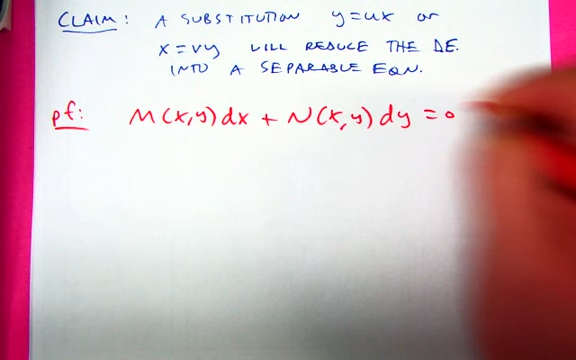 CLAIM: A SUBSTITUTION y=ux or
x=vy WILL REDUCE THE DE.
INTO A SEPARABLE EQN.
pf: M(x,y)dx + N(x,y)dy = 0